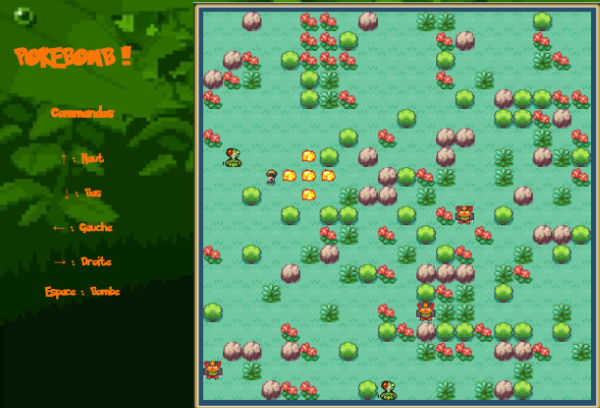 POKEBOMB !!
Commandes
↑ : Haut
↓ : Bas
← : Gauche
→ : Droite
Espace : Bombe